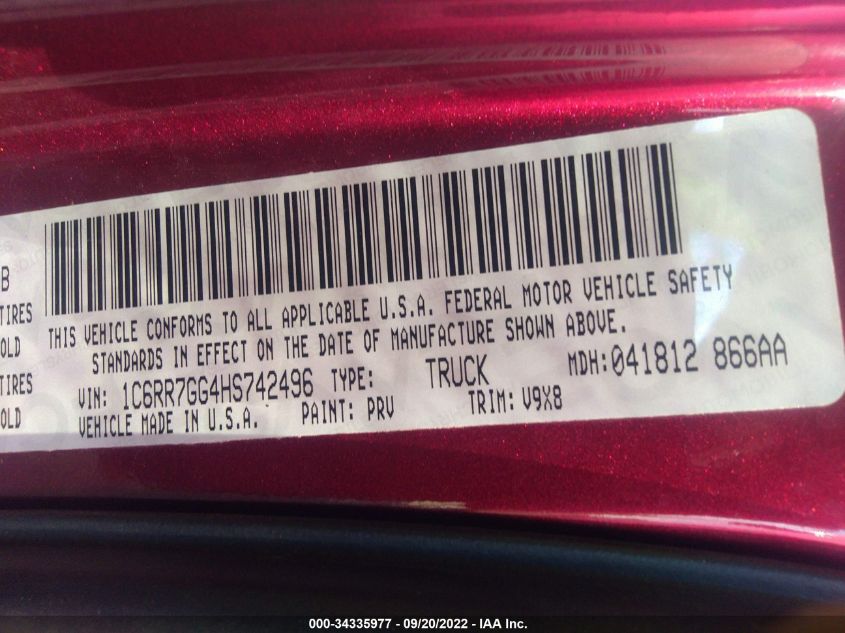 B
TIRES
OLD
TIRES
OLD
THIS VEHICLE CONFORMS TO ALL APPLICABLE U.S.A. FEDERAL MOTOR VEHICLE SAFETY
STANDARDS IN EFFECT ON THE DATE OF MANUFACTURE SHOWN ABOVE.
VIN: 1C6RR7GG4HS742496 TYPE: TRUCK MDH: 041812 866AA
VEHICLE MADE IN U.S.A. PAINT: PRV TRIM: V9X8
000-34335977 - 09/20/2022 - IAA Inc.